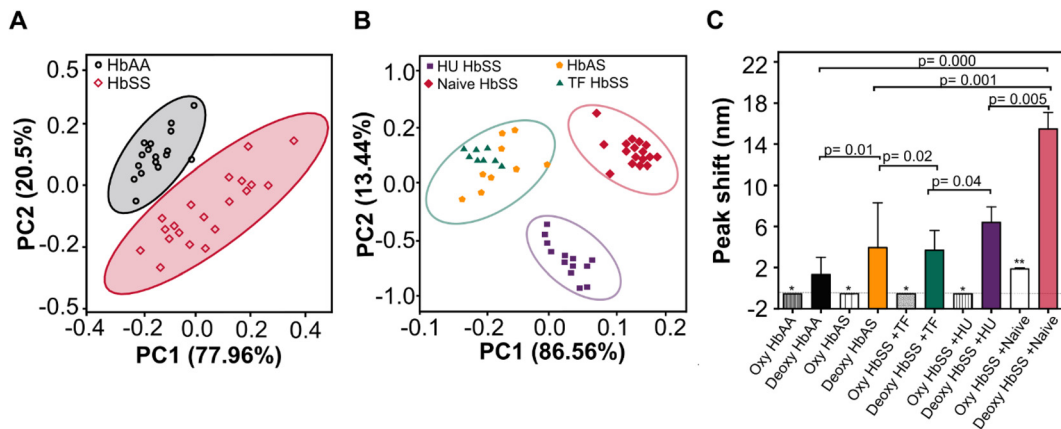 A
HbAA
HbSS
0.5
0.2
0.0
-0.2
-0.5
PC2 (20.5%)
-0.4
-0.2
0.0
0.2
0.4
PC1 (77.96%)
B
HU HbSS
HbAS
Naive HbSS
TF HbSS
1.0
0.2
0.0
-0.5
-1.0
PC2 (13.44%)
-0.1
-0.2
0.0
0.1
0.2
PC1 (86.56%)
C
22
18
14
10
6
2
-2
Peak shift (nm)
p= 0.000
p= 0.001
p= 0.005
p= 0.01
p= 0.02
p= 0.04
*
*
*
*
**
Oxy HbAA
Deoxy HbAA
Oxy HbAS
Deoxy HbAS
Oxy HbSS +TF
Deoxy HbSS +TF
Oxy HbSS +HU
Deoxy HbSS +HU
Oxy HbSS +Naive
Deoxy HbSS +Naive